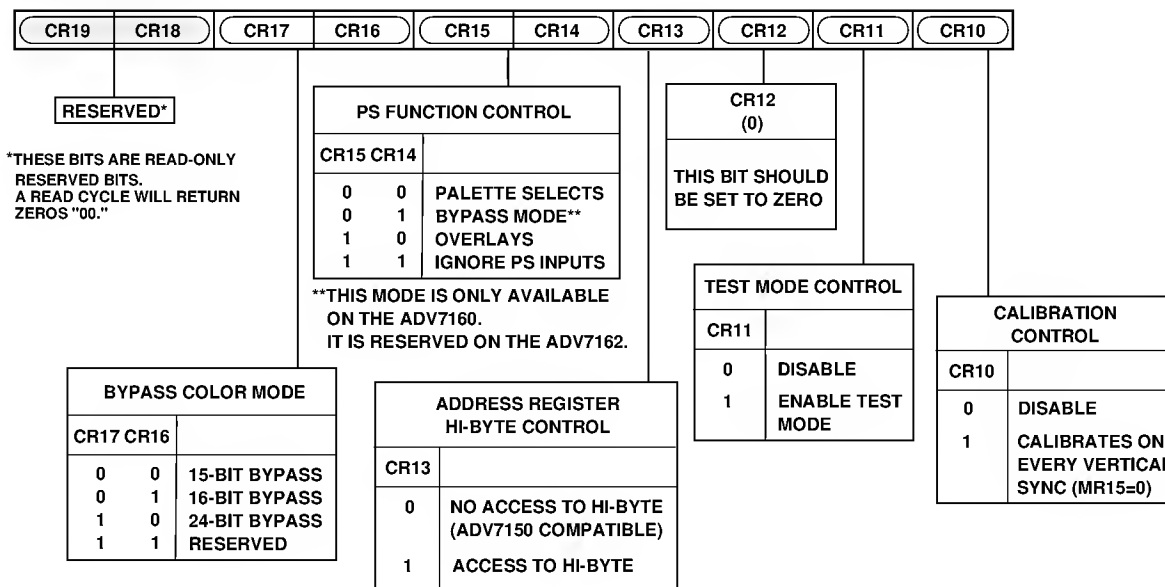 CR19 CR18 CR17 CR16 CR15 CR14 CR13 CR12 CR11 CR10
RESERVED*
*THESE BITS ARE READ-ONLY
RESERVED BITS.
A READ CYCLE WILL RETURN
ZEROS "00."
PS FUNCTION CONTROL
CR15 CR14
0 0 PALETTE SELECTS
0 1 BYPASS MODE**
1 0 OVERLAYS
1 1 IGNORE PS INPUTS
**THIS MODE IS ONLY AVAILABLE
ON THE ADV7160.
IT IS RESERVED ON THE ADV7162.
CR12
(0)
THIS BIT SHOULD
BE SET TO ZERO
BYPASS COLOR MODE
CR17 CR16
0 0 15-BIT BYPASS
0 1 16-BIT BYPASS
1 0 24-BIT BYPASS
1 1 RESERVED
ADDRESS REGISTER
HI-BYTE CONTROL
CR13
0 NO ACCESS TO HI-BYTE
(ADV7150 COMPATIBLE)
1 ACCESS TO HI-BYTE
TEST MODE CONTROL
CR11
0 DISABLE
1 ENABLE TEST
MODE
CALIBRATION
CONTROL
CR10
0 DISABLE
1 CALIBRATES ON
EVERY VERTICAL
SYNC (MR15=0)